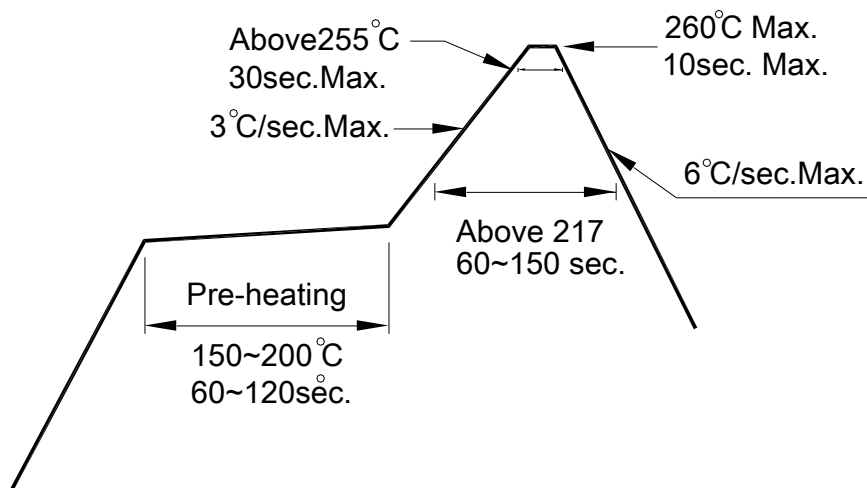 Above255°C
30sec.Max.
3°C/sec.Max.
260°C Max.
10sec. Max.
6°C/sec.Max.
Above 217
60~150 sec.
Pre-heating
150~200°C
60~120sec.